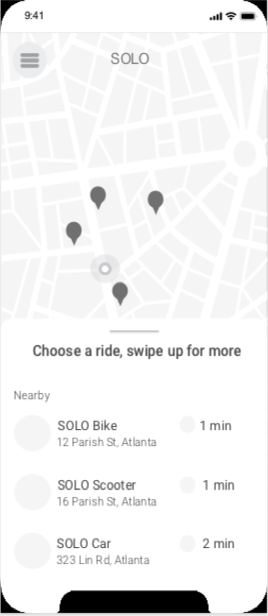 9:41
SOLO
Choose a ride, swipe up for more
Nearby
SOLO Bike
1 min
12 Parish St, Atlanta
SOLO Scooter
1 min
16 Parish St, Atlanta
SOLO Car
2 min
323 Lin Rd, Atlanta